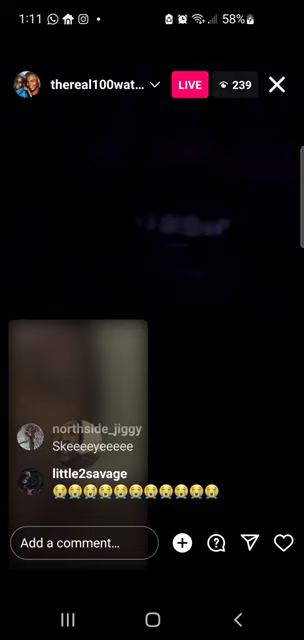 1:11
58%
thereal100wat...
LIVE
239
northside_jiggy
Skeeeeyeeeee
little2savage
😭😭😭😭😭😭😭😭😭😭😭
Add a comment...